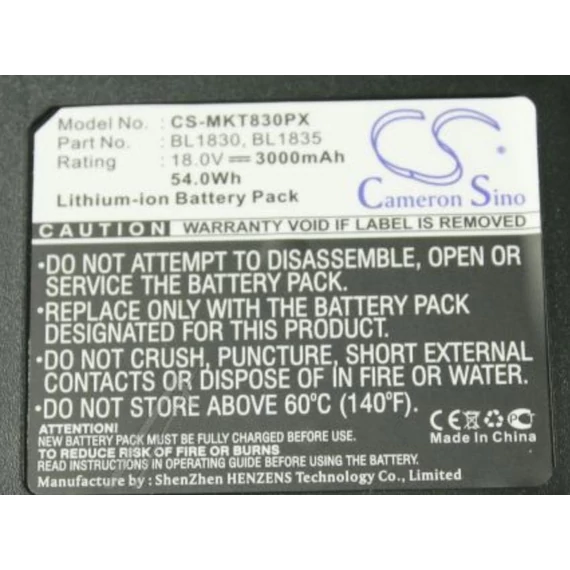 Model No. : CS-MKT830PX
Part No. : BL1830, BL1835
Rating : 18.0V ⎓ 3000mAh
54.0Wh
Lithium-ion Battery Pack
CS
Cameron Sino
CAUTION WARRANTY VOID IF LABEL IS REMOVED
•DO NOT ATTEMPT TO DISASSEMBLE, OPEN OR
SERVICE THE BATTERY PACK.
•REPLACE ONLY WITH THE BATTERY PACK
DESIGNATED FOR IT.
•DO NOT CRUSH, PUNCTURE, SHORT EXTERNAL
CONTACTS OR DISPOSE OF IN FIRE OR WATER.
•DO NOT STORE ABOVE 60°C (140°F).
ATTENTION!
NEW BATTERY PACK MUST BE FULLY CHARGED BEFORE USE
TO REDUCE RISK OF FIRE OR BURNS
READ INSTRUCTIONS IN OPERATING GUIDE BEFORE USING BATTERY.
CE
Made In China
Manufacture by : ShenZhen HENZENS Technology Co., Limited